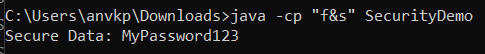 C:\Users\anvkp\Downloads>java -cp "f&s" SecurityDemo
Secure Data: MyPassword123